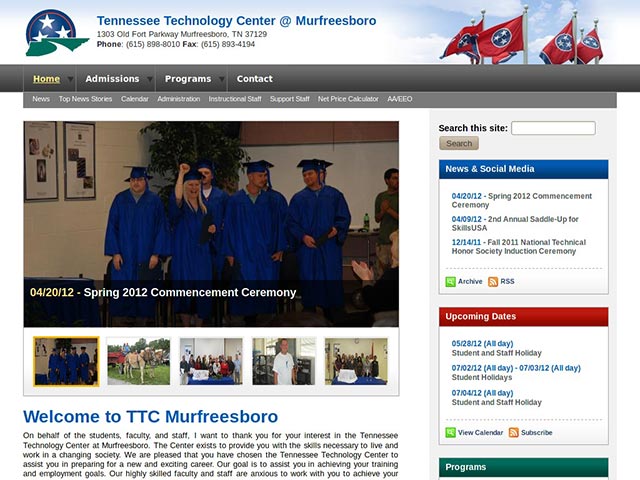 Tennessee Technology Center @ Murfreesboro
1303 Old Fort Parkway Murfreesboro, TN 37129
Phone: (615) 898-8010 Fax: (615) 893-4194
Home Admissions Programs Contact
News Top News Stories Calendar Administration Instructional Staff Support Staff Net Price Calculator AA/EEO
04/20/12 - Spring 2012 Commencement Ceremony
Welcome to TTC Murfreesboro
On behalf of the students, faculty, and staff, I want to thank you for your interest in the Tennessee
Technology Center at Murfreesboro. The Center exists to provide you with the skills necessary to live and
work in a changing society. We are pleased that you have chosen the Tennessee Technology Center to
assist you in preparing for a new and exciting career. Our goal is to assist you in achieving your training
and employment goals. Our highly skilled faculty and staff are anxious to work with you to achieve your
Search this site:
Search
News & Social Media
04/20/12 - Spring 2012 Commencement
Ceremony
04/09/12 - 2nd Annual Saddle-Up for
SkillsUSA
12/14/11 - Fall 2011 National Technical
Honor Society Induction Ceremony
Archive RSS
Upcoming Dates
05/28/12 (All day)
Student and Staff Holiday
07/02/12 (All day) - 07/03/12 (All day)
Student Holidays
07/04/12 (All day)
Student and Staff Holiday
View Calendar Subscribe
Programs